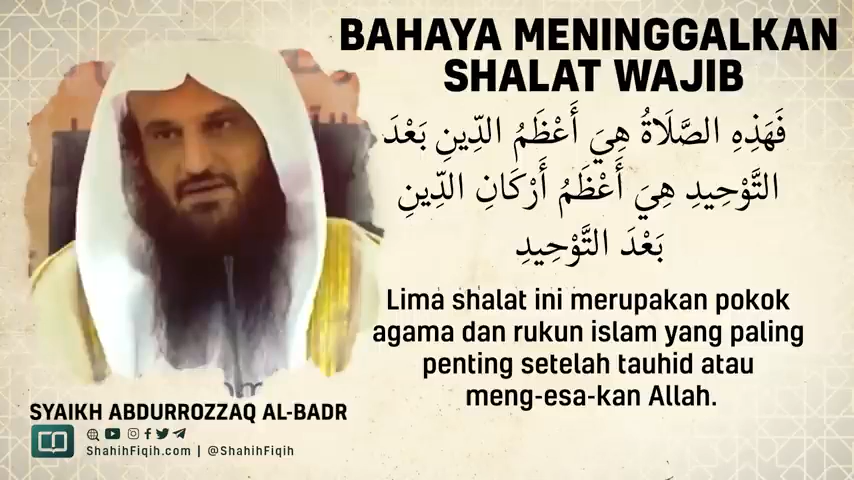 BAHAYA MENINGGALKAN
SHALAT WAJIB
فَهَذِهِ الصَّلَاةُ هِيَ أَعْظَمُ الدِّينِ بَعْدَ
التَّوْحِيدِ هِيَ أَعْظَمُ أَرْكَانِ الدِّينِ
بَعْدَ التَّوْحِيدِ
Lima shalat ini merupakan pokok
agama dan rukun islam yang paling
penting setelah tauhid atau
meng-esa-kan Allah.
SYAIKH ABDURROZZAQ AL-BADR
ShahihFiqih.com | @ShahihFiqih